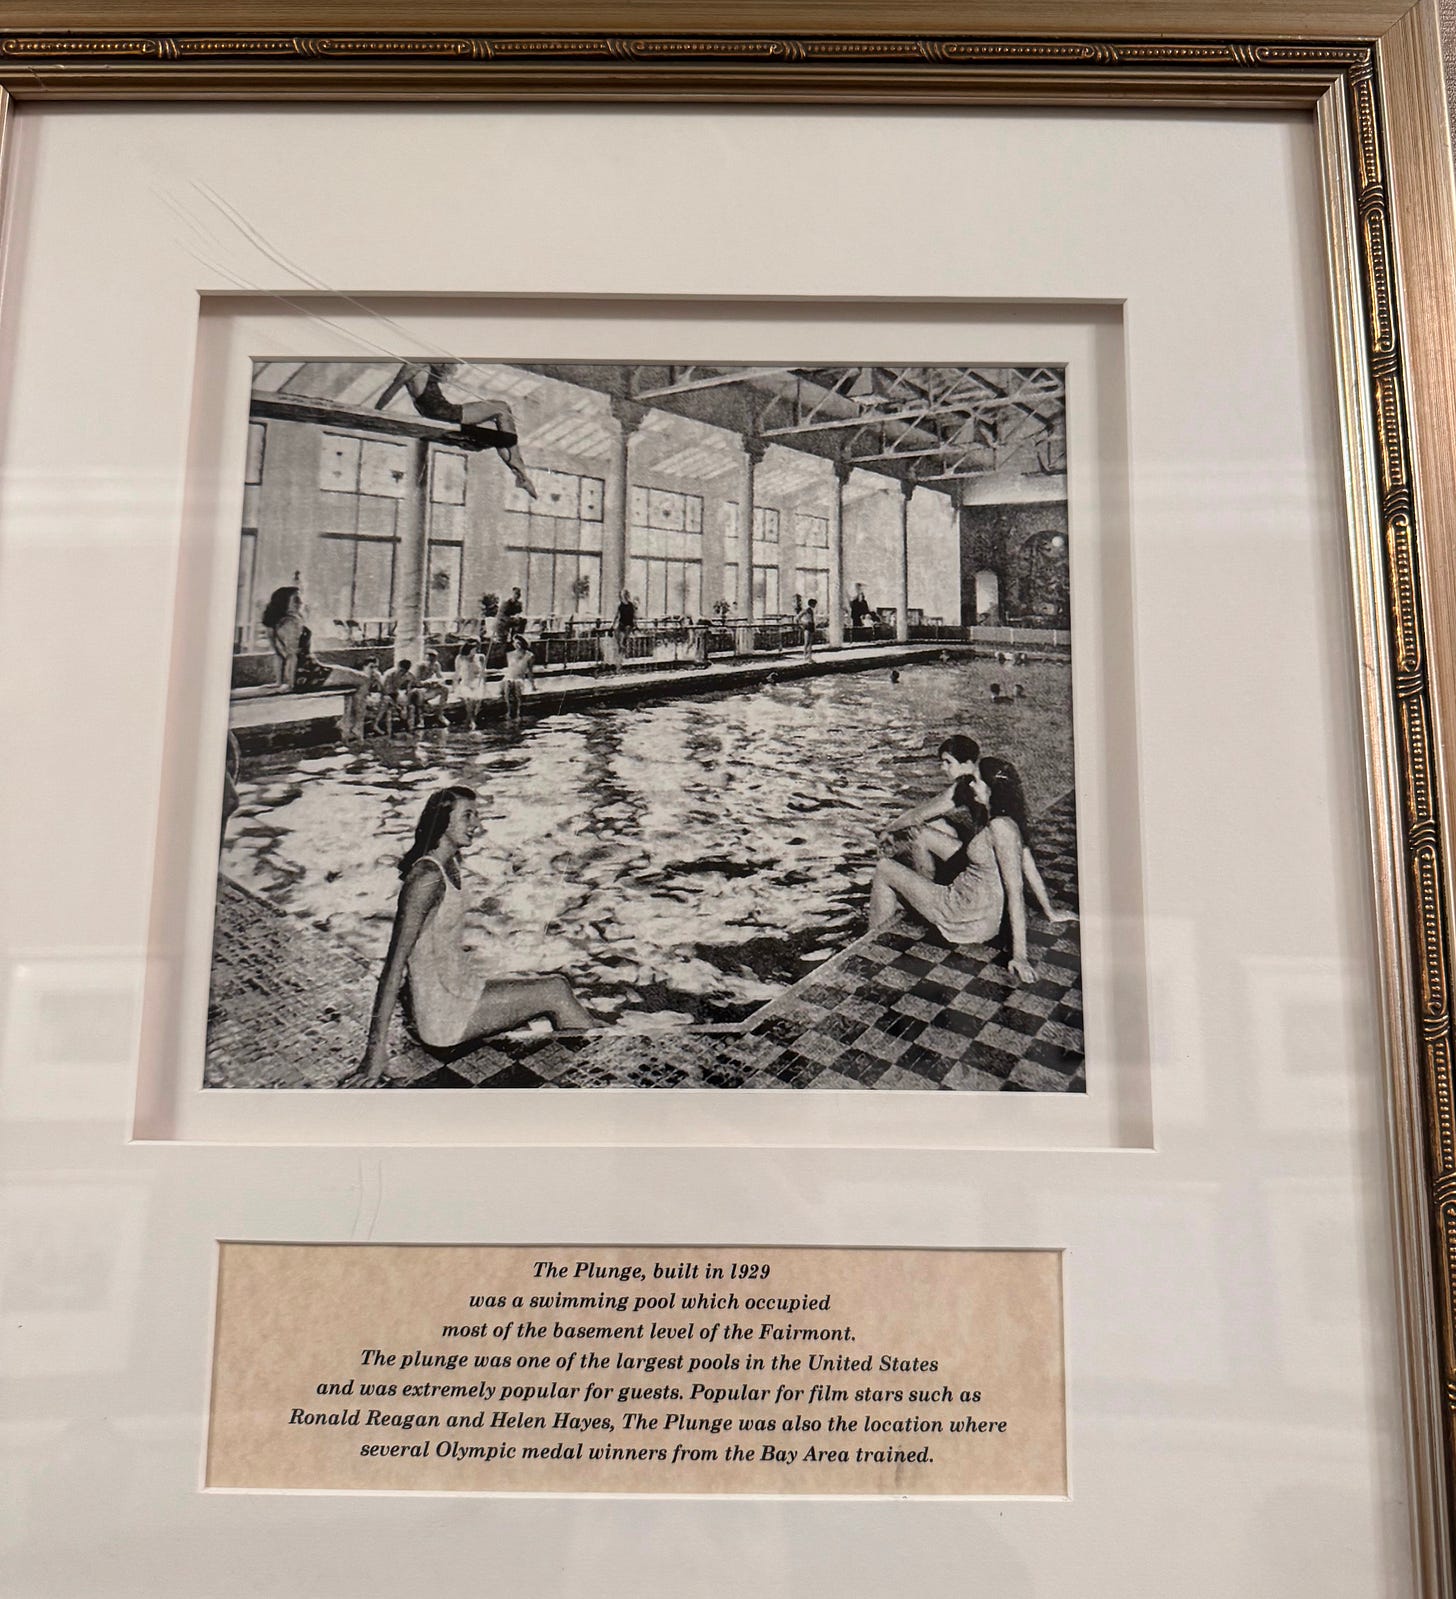 The Plunge, built in 1929
was a swimming pool which occupied
most of the basement level of the Fairmont.
The plunge was one of the largest pools in the United States
and was extremely popular for guests. Popular for film stars such as
Ronald Reagan and Helen Hayes, The Plunge was also the location where
several Olympic medal winners from the Bay Area trained.